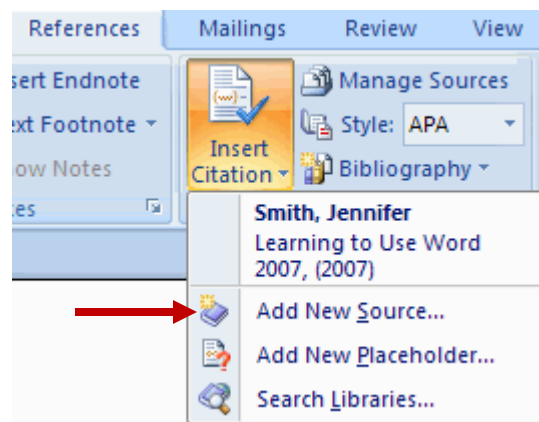 References Mailings Review View
sert Endnote
ext Footnote
ow Notes
es
Insert
Citation
Manage Sources
Style: APA
Bibliography
Smith, Jennifer
Learning to Use Word
2007, (2007)
Add New Source...
Add New Placeholder...
Search Libraries...